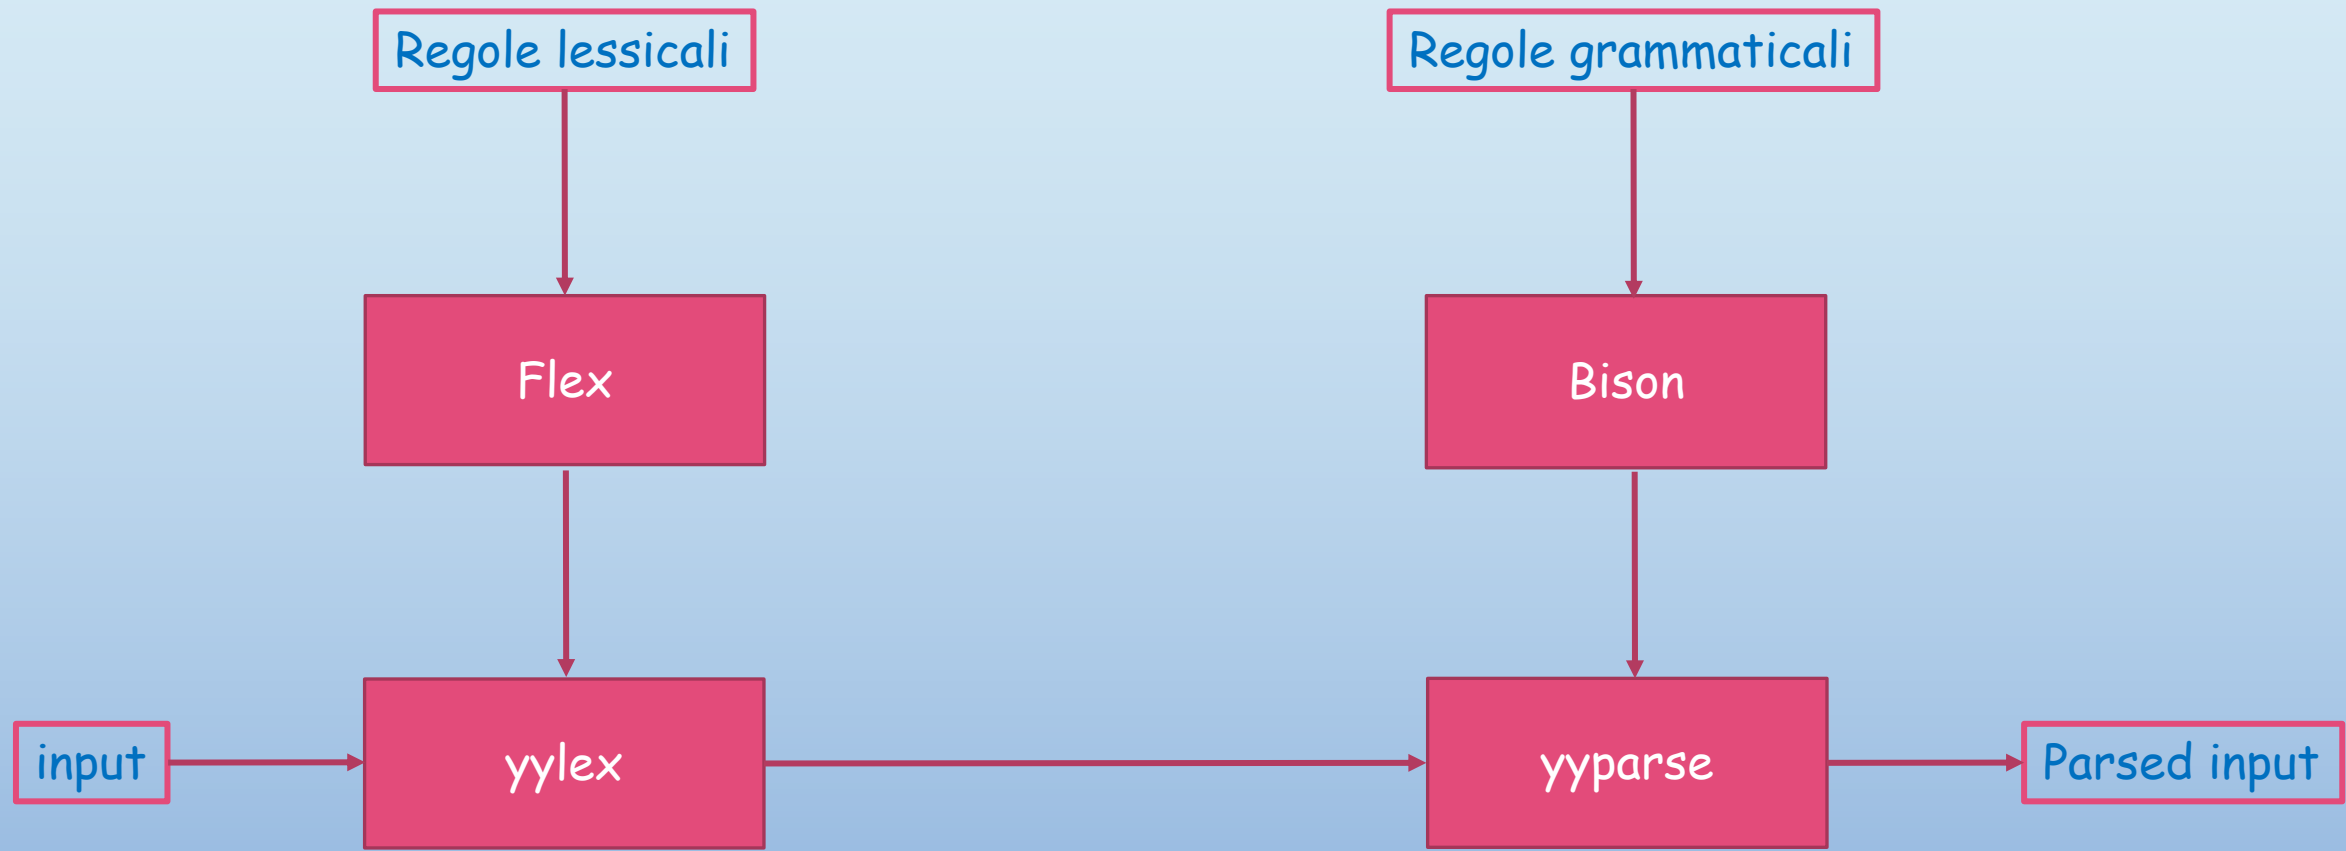 Regole lessicali
Regole grammaticali
Flex
Bison
input
yylex
yyparse
Parsed input